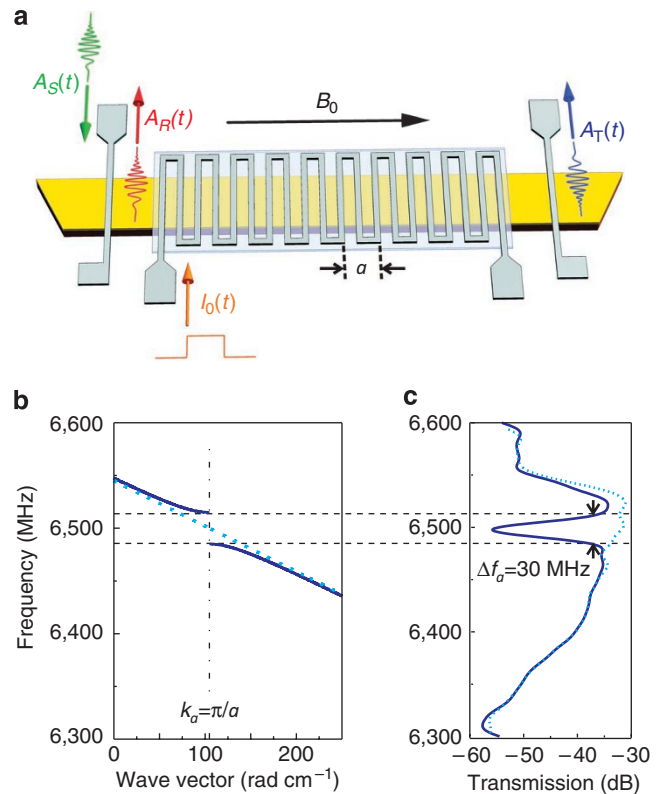 a
A_S(t)
A_R(t)
B_0
A_T(t)
a
I_0(t)
b
c
6,600
6,500
6,400
6,300
Frequency (MHz)
k_a=π/a
0
100
200
Wave vector (rad cm⁻¹)
6,600
6,500
6,400
6,300
Δf_a=30 MHz
−60
−50
−40
−30
Transmission (dB)